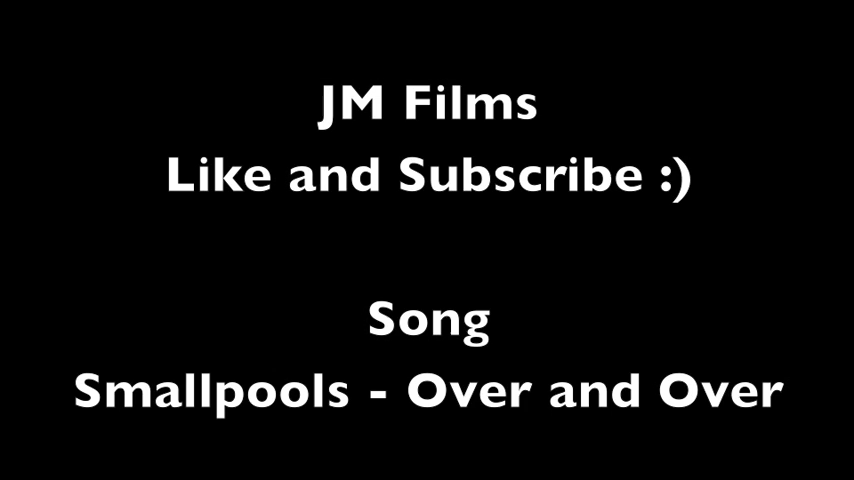 JM Films
Like and Subscribe :)
Song
Smallpools - Over and Over